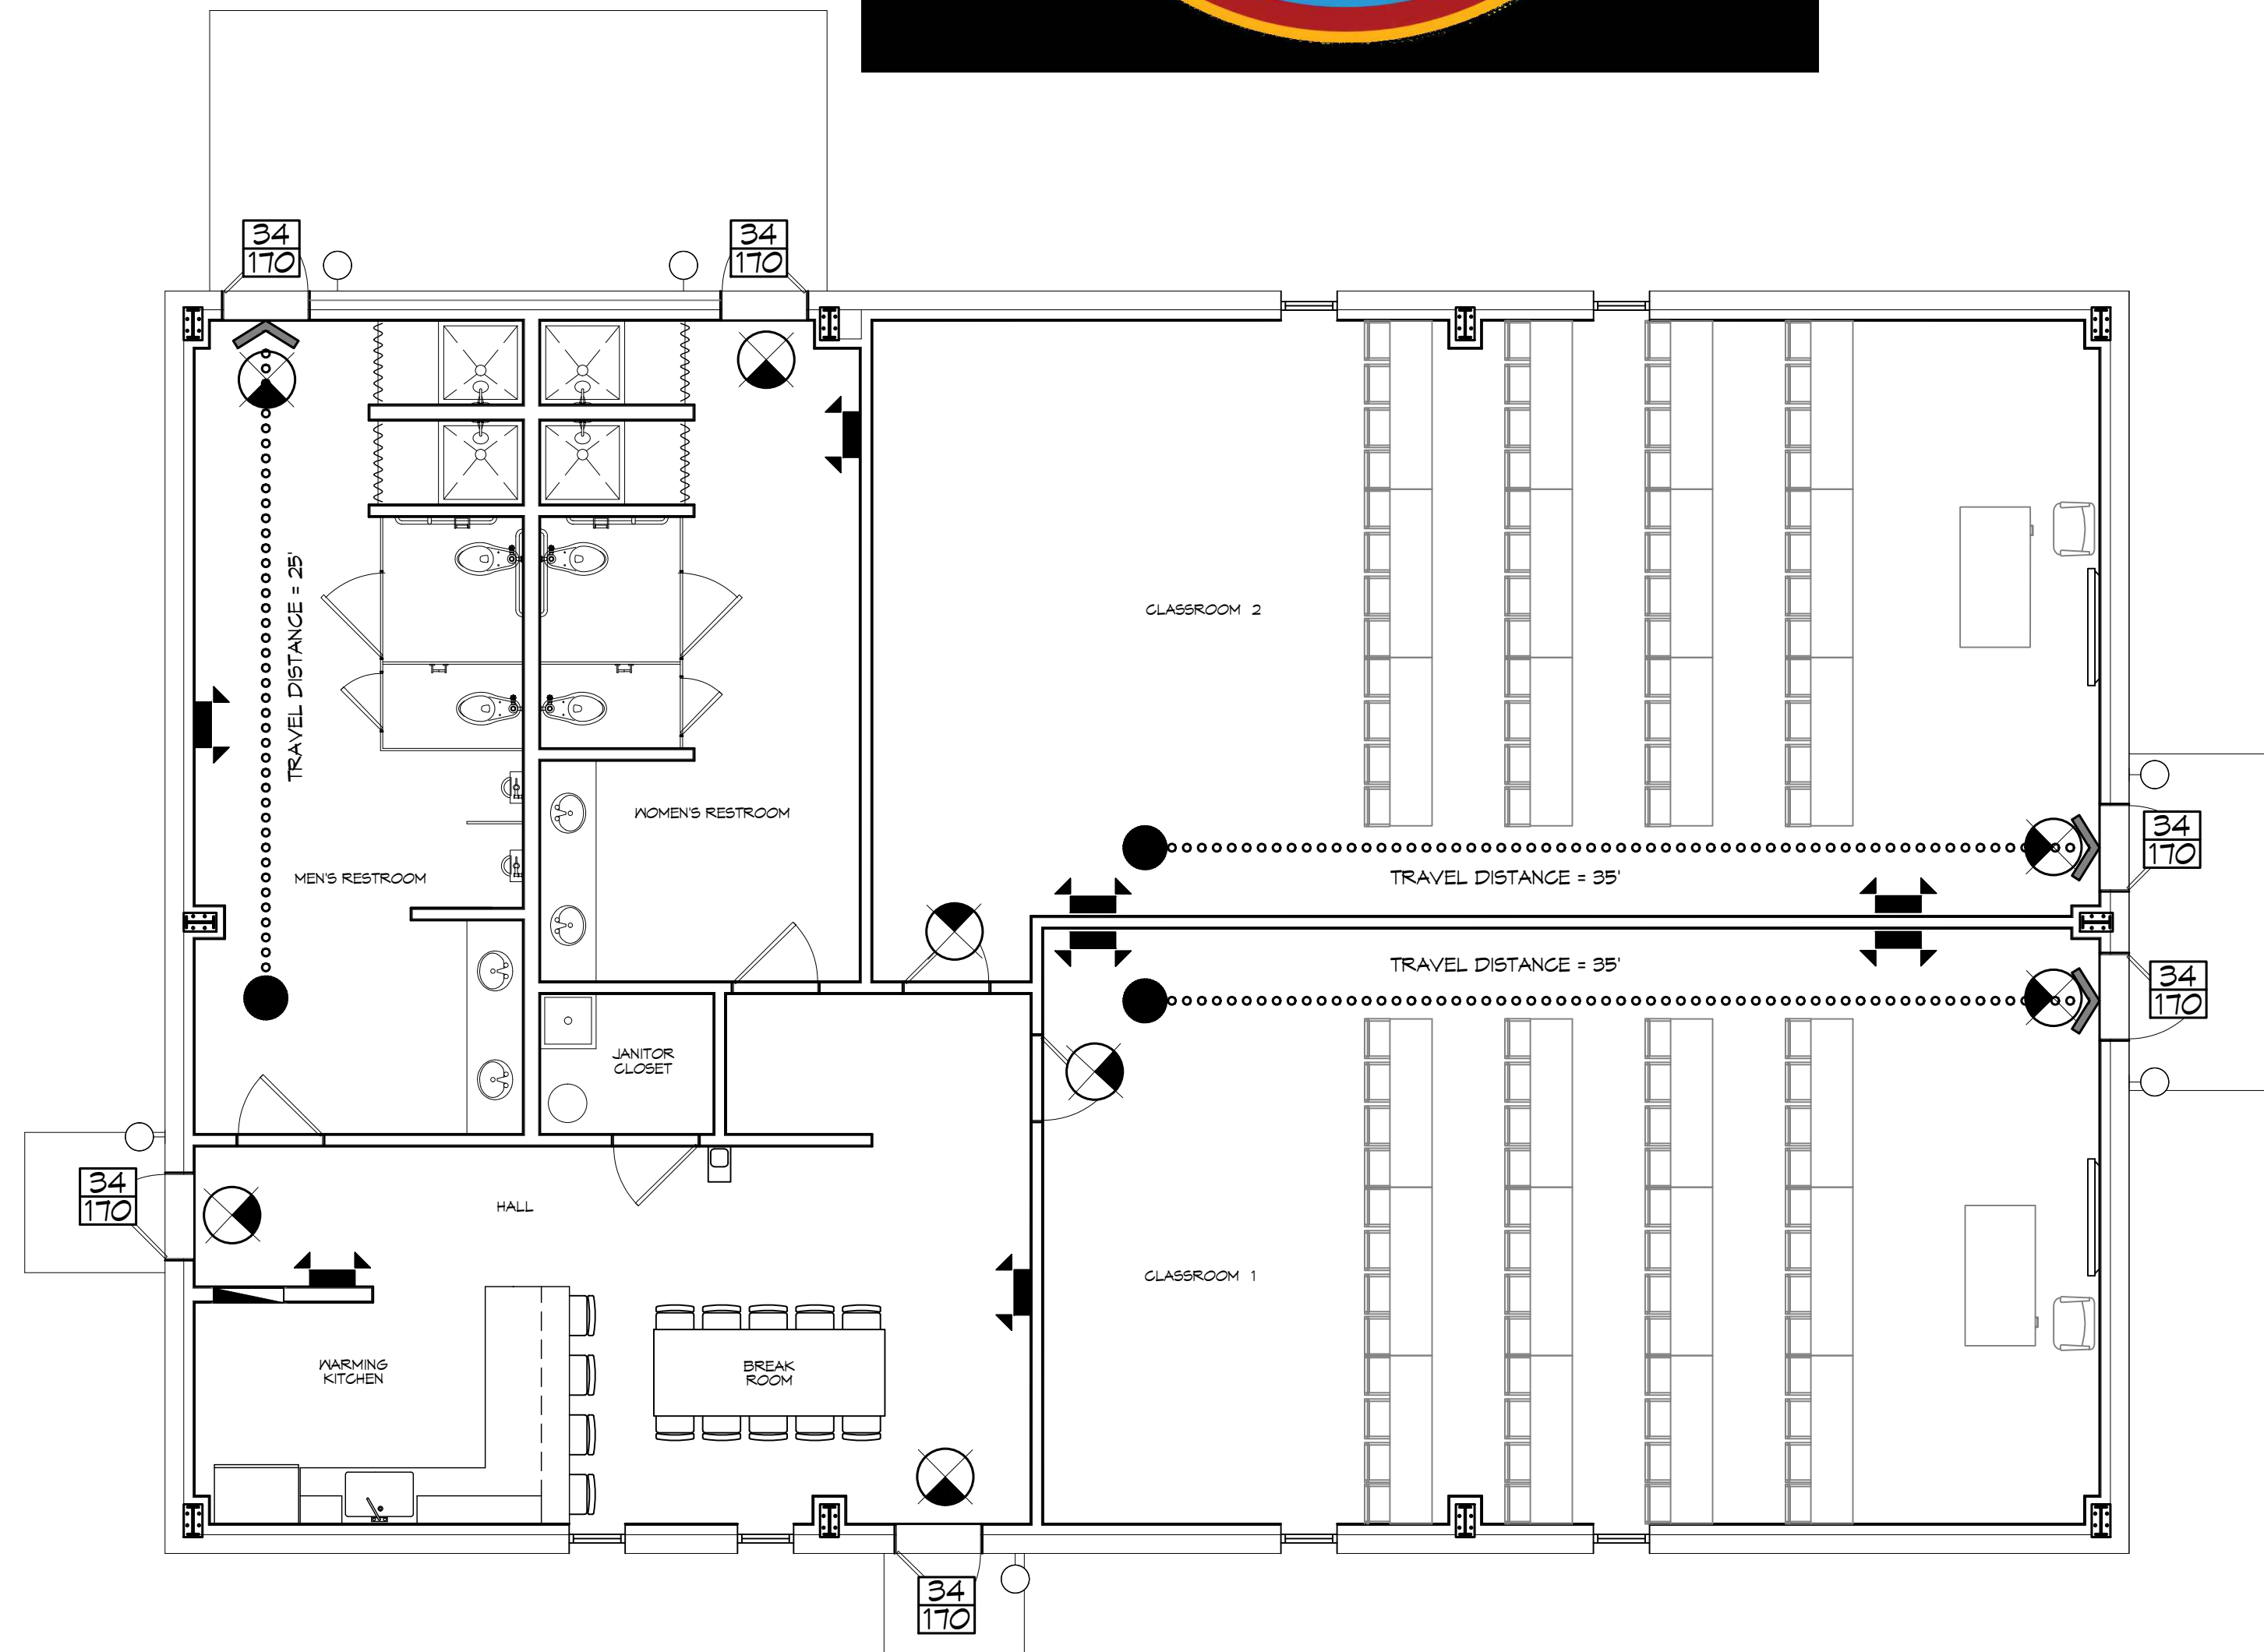 34
170
34
170
TRAVEL DISTANCE = 25'
CLASSROOM 2
WOMEN'S RESTROOM
34
170
TRAVEL DISTANCE = 35'
MEN'S RESTROOM
TRAVEL DISTANCE = 35'
34
170
JANITOR
CLOSET
34
170
HALL
CLASSROOM 1
WARMING
KITCHEN
BREAK
ROOM
34
170